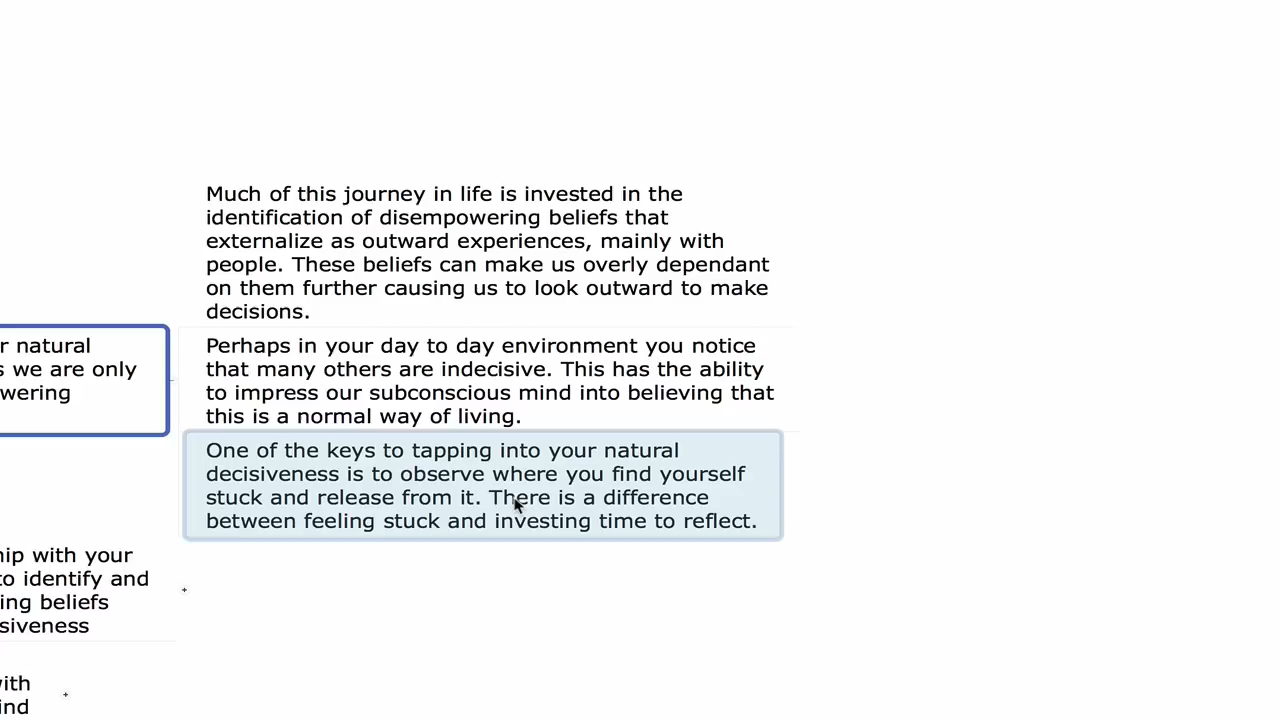 Much of this journey in life is invested in the
identification of disempowering beliefs that
externalize as outward experiences, mainly with
people. These beliefs can make us overly dependant
on them further causing us to look outward to make
decisions.
r natural
s we are only
wering
Perhaps in your day to day environment you notice
that many others are indecisive. This has the ability
to impress our subconscious mind into believing that
this is a normal way of living.
One of the keys to tapping into your natural
decisiveness is to observe where you find yourself
stuck and release from it. There is a difference
between feeling stuck and investing time to reflect.
hip with your
to identify and
ing beliefs
siveness
with
ind